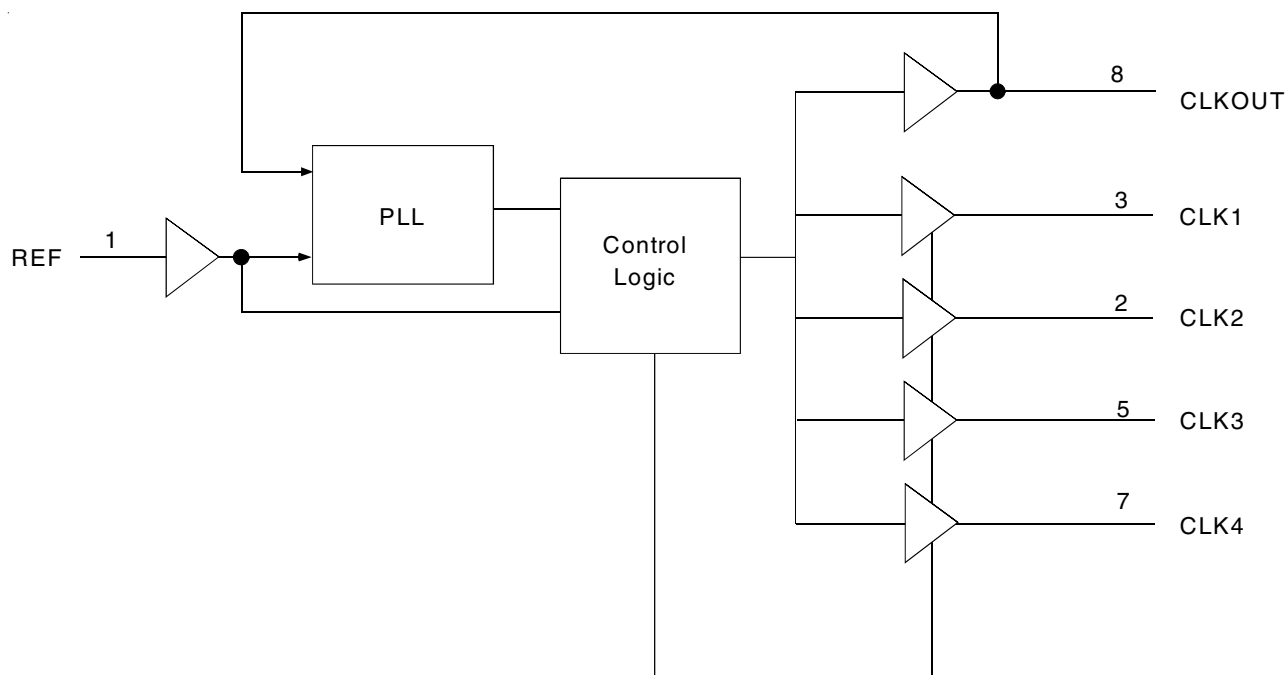 8
CLKOUT
PLL
3
CLK1
REF
1
Control
Logic
2
CLK2
5
CLK3
7
CLK4